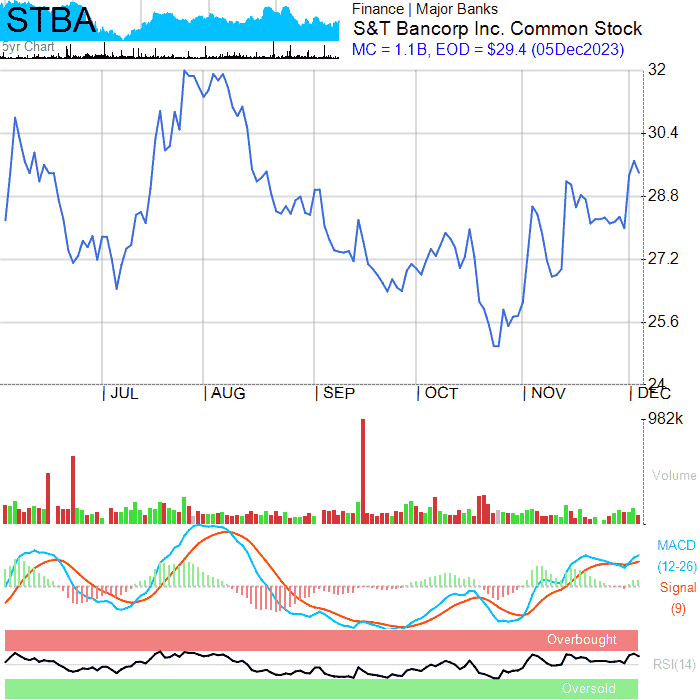 STBA
5yr Chart
Finance | Major Banks
S&T Bancorp Inc. Common Stock
MC = 1.1B, EOD = $29.4 (05Dec2023)
32
30.4
28.8
27.2
25.6
24
| JUL | AUG | SEP | OCT | NOV | DEC
982k
Volume
MACD
(12-26)
Signal
(9)
Overbought
RSI(14)
Oversold